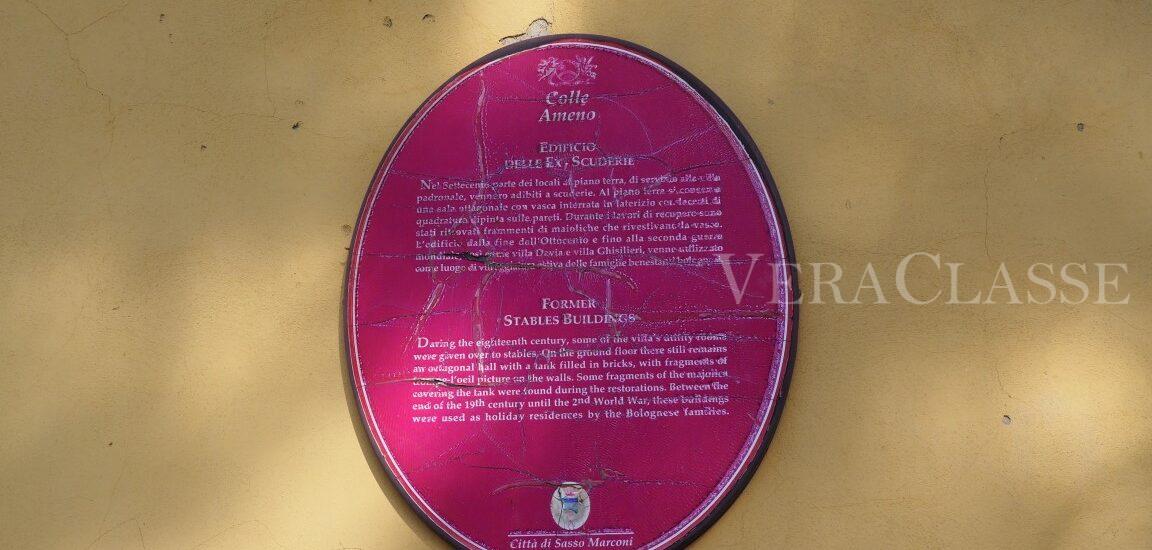 Colle
Ameno
EDIFICIO
DELLE EX-SCUDERIE
Nel Settecento parte dei locali al piano terra, di servizio alla villa
padronale, vennero adibiti a scuderie. Al piano terra si conserva
una sala ottagonale con vasca interrata in laterizio con lacerti di
quadratura dipinta sulle pareti. Durante i lavori di recupero sono
stati ritrovati frammenti di maioliche che rivestivano la vasca.
L'edificio dalla fine dell'Ottocento e fino alla seconda guerra
mondiale, così come villa Davia e villa Ghisilieri, venne utilizzato
come luogo di villeggiatura estiva delle famiglie benestanti bolognesi.
VERACLASSE
FORMER
STABLES BUILDINGS
During the eighteenth century, some of the villa's utility rooms
were given over to stables. On the ground floor there still remains
an octagonal hall with a tank filled in bricks, with fragments of
trompe-l'oeil picture on the walls. Some fragments of the majorica
covering the tank were found during the restorations. Between the
end of the 19th century until the 2nd World War, these buildings
were used as holiday residences by the Bolognese families.
Città di Sasso Marconi